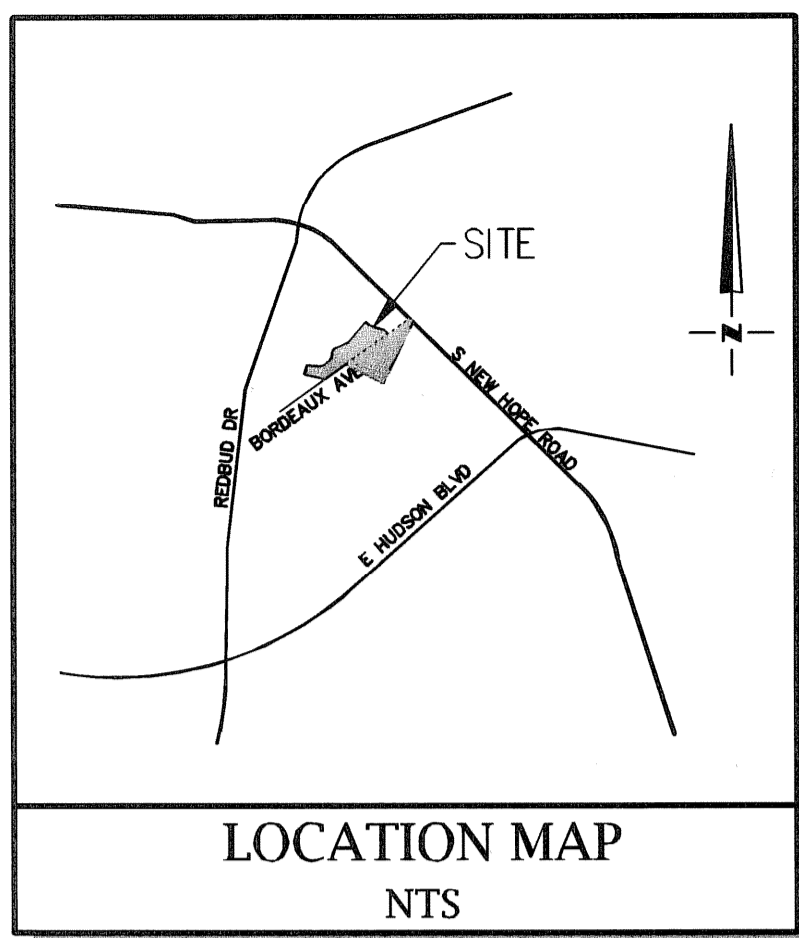 SITE
S NEW HOPE ROAD
BORDEAUX AVE
REDBUD DR
E HUDSON BLVD
N
LOCATION MAP
NTS